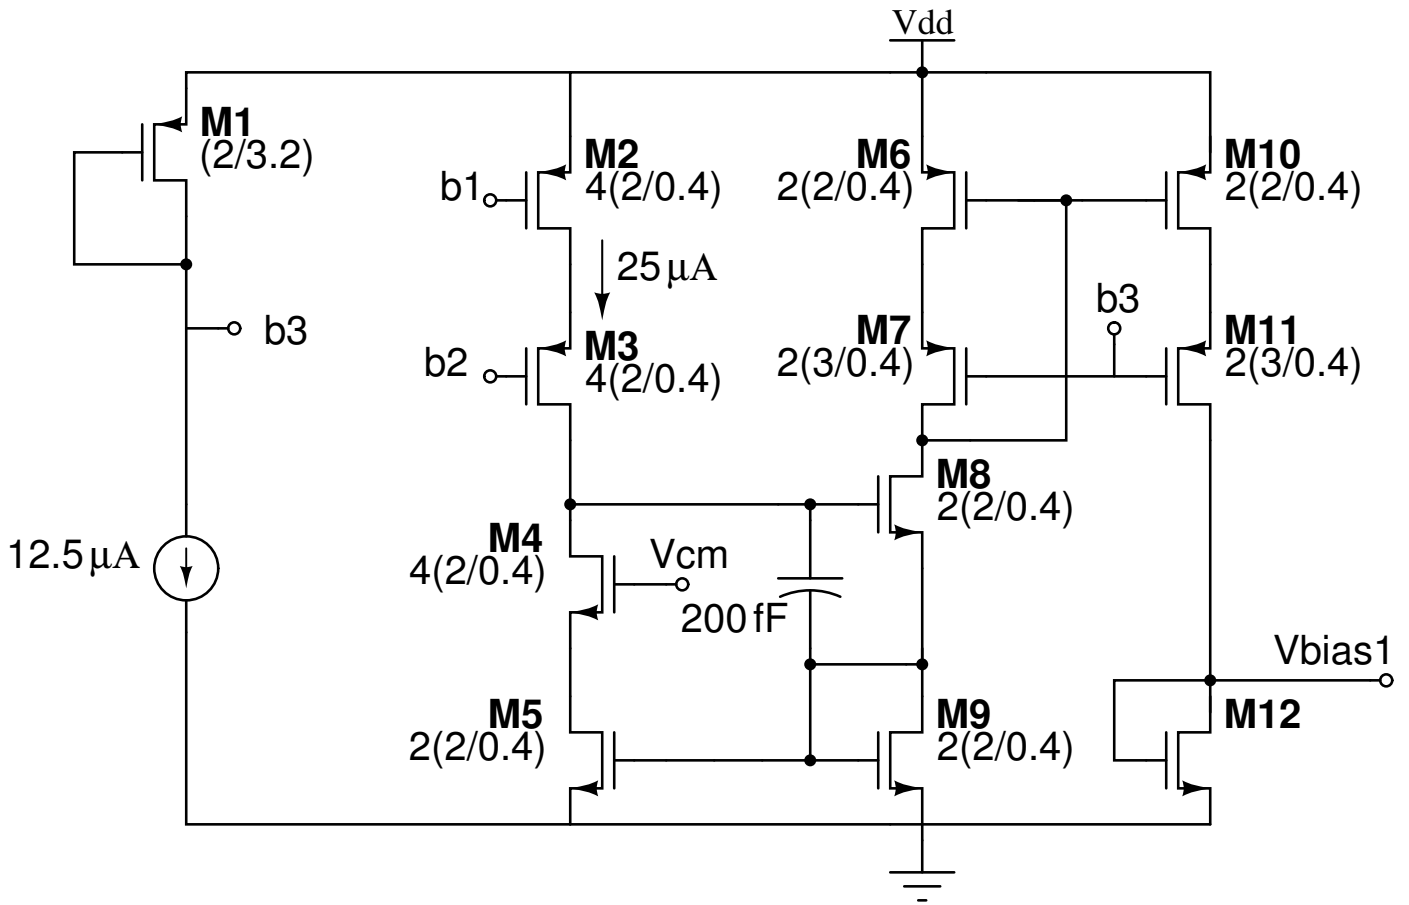 Vdd
M1
(2/3.2)
b3
12.5 µA
b1
M2
4(2/0.4)
25 µA
b2
M3
4(2/0.4)
M4
4(2/0.4)
Vcm
200 fF
M5
2(2/0.4)
M6
2(2/0.4)
M7
2(3/0.4)
M8
2(2/0.4)
M9
2(2/0.4)
M10
2(2/0.4)
b3
M11
2(3/0.4)
Vbias1
M12